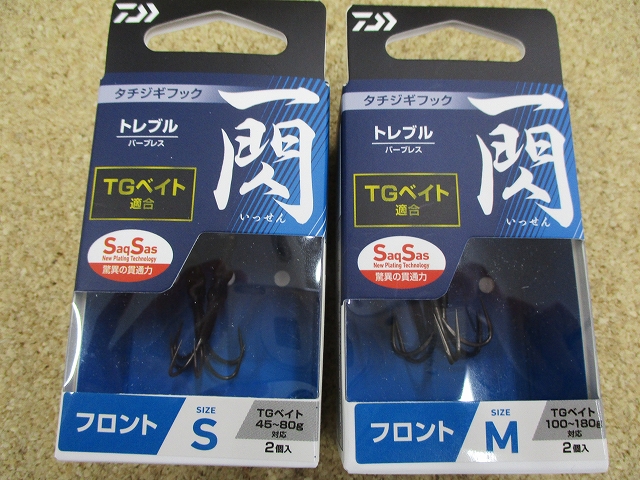 タチジギフック
一閃
いっせん
トレブル
バーブレス
TGベイト
適合
SaqSas
New Plating Technology
驚異の貫通力
フロント
SIZE
S
TGベイト
45~80g
対応
2個入
タチジギフック
一閃
いっせん
トレブル
バーブレス
TGベイト
適合
SaqSas
New Plating Technology
驚異の貫通力
フロント
SIZE
M
TGベイト
100~180g
対応
2個入